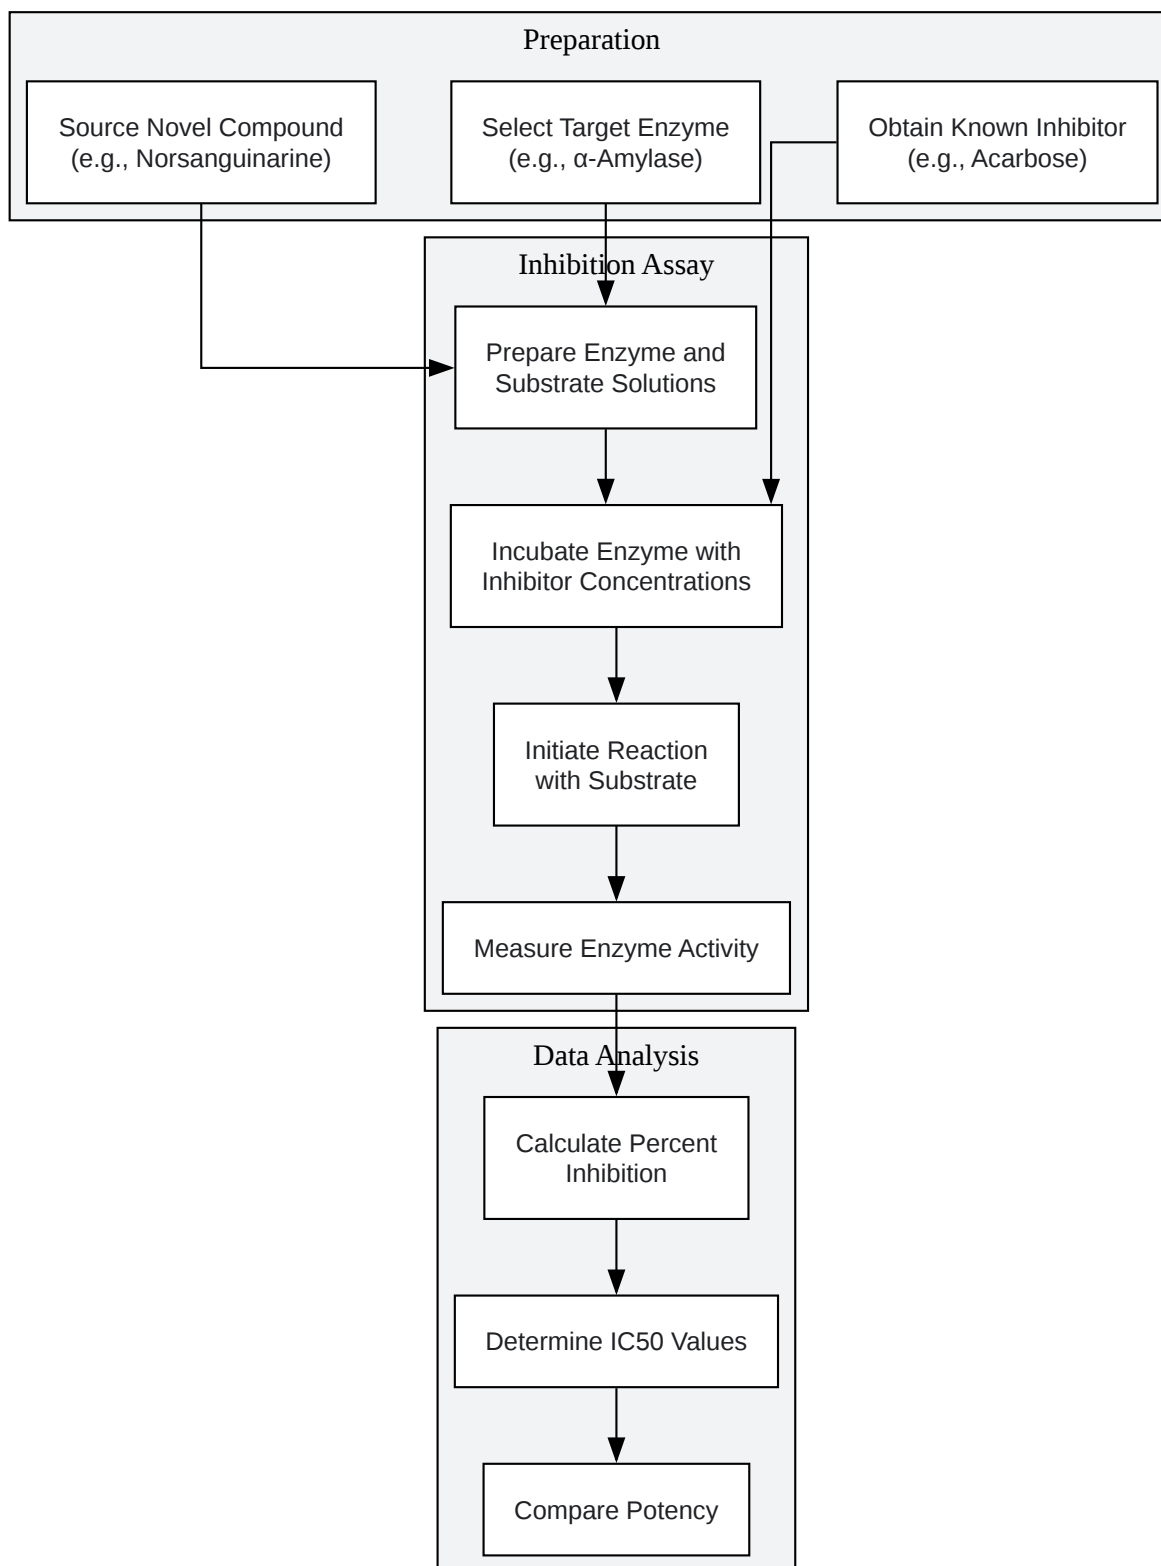 Preparation
Source Novel Compound
(e.g., Norsanguinarine)
Select Target Enzyme
(e.g., α-Amylase)
Obtain Known Inhibitor
(e.g., Acarbose)
Inhibition Assay
Prepare Enzyme and
Substrate Solutions
Incubate Enzyme with
Inhibitor Concentrations
Initiate Reaction
with Substrate
Measure Enzyme Activity
Data Analysis
Calculate Percent
Inhibition
Determine IC50 Values
Compare Potency